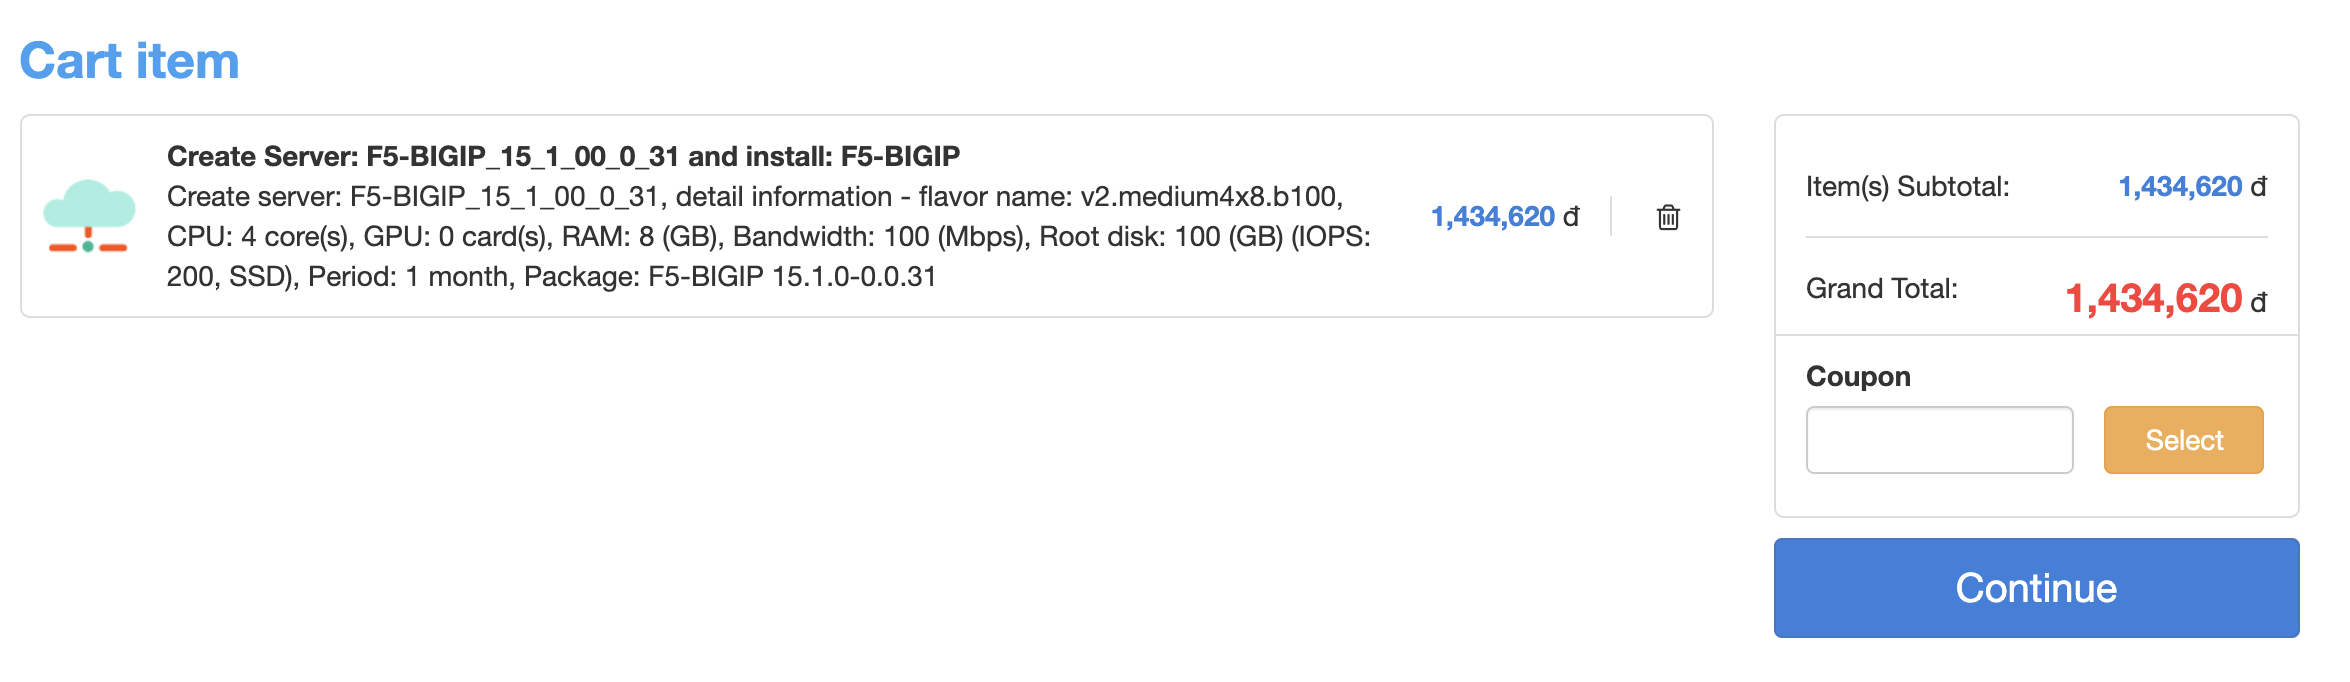 Cart item
Create Server: F5-BIGIP_15_1_00_0_31 and install: F5-BIGIP
Create server: F5-BIGIP_15_1_00_0_31, detail information - flavor name: v2.medium4x8.b100,
CPU: 4 core(s), GPU: 0 card(s), RAM: 8 (GB), Bandwidth: 100 (Mbps), Root disk: 100 (GB) (IOPS:
200, SSD), Period: 1 month, Package: F5-BIGIP 15.1.0-0.0.31
1,434,620 đ
Item(s) Subtotal: 1,434,620 đ
Grand Total: 1,434,620 đ
Coupon
Select
Continue